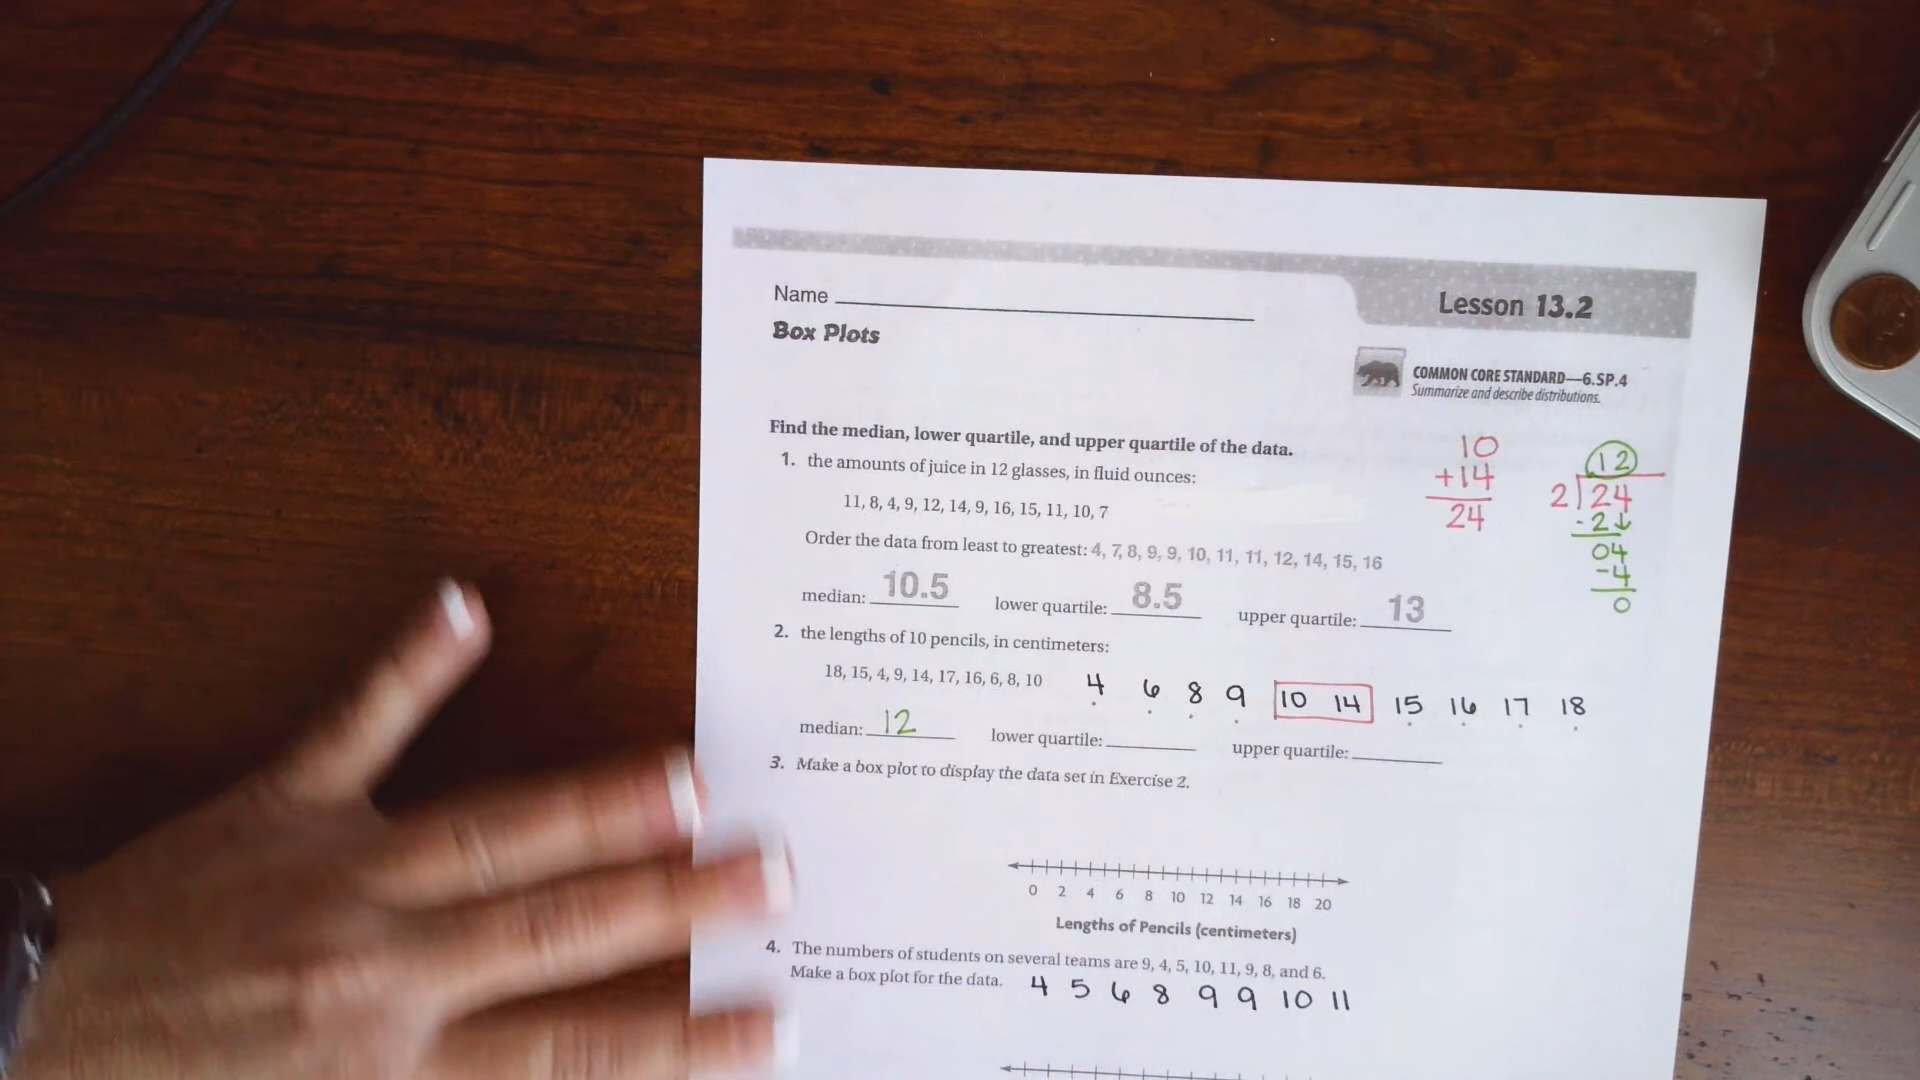 Name
Lesson 13.2
Box Plots
COMMON CORE STANDARD—6.SP.4
Summarize and describe distributions.
Find the median, lower quartile, and upper quartile of the data.
1. the amounts of juice in 12 glasses, in fluid ounces:
11, 8, 4, 9, 12, 14, 9, 16, 15, 11, 10, 7
Order the data from least to greatest: 4, 7, 8, 9, 9, 10, 11, 11, 12, 14, 15, 16
median: 10.5 lower quartile: 8.5 upper quartile: 13
10
+14
24
12
2 24
-2↓
04
-4
0
2. the lengths of 10 pencils, in centimeters:
18, 15, 4, 9, 14, 17, 16, 6, 8, 10
4 6 8 9 10 14 15 16 17 18
median: 12 lower quartile: upper quartile:
3. Make a box plot to display the data set in Exercise 2.
0 2 4 6 8 10 12 14 16 18 20
Lengths of Pencils (centimeters)
4. The numbers of students on several teams are 9, 4, 5, 10, 11, 9, 8, and 6.
Make a box plot for the data.
4 5 6 8 9 9 10 11